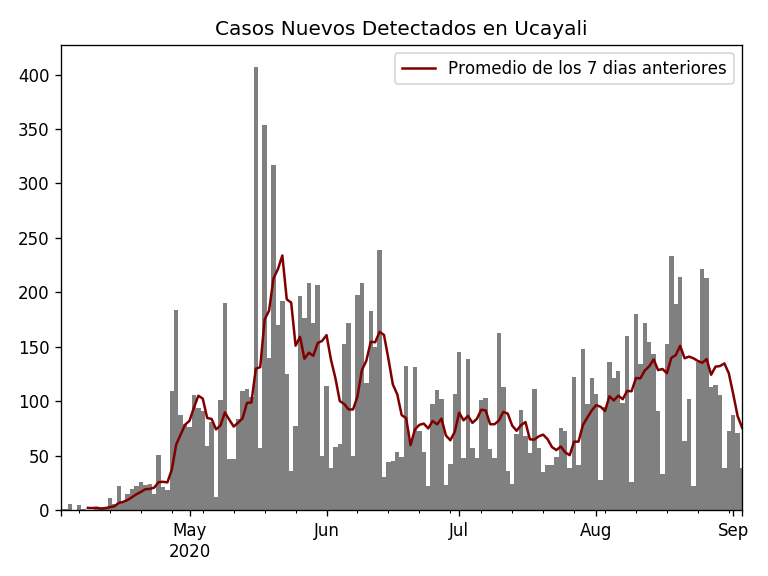 Casos Nuevos Detectados en Ucayali
Promedio de los 7 dias anteriores
400
350
300
250
200
150
100
50
0
May
2020
Jun
Jul
Aug
Sep